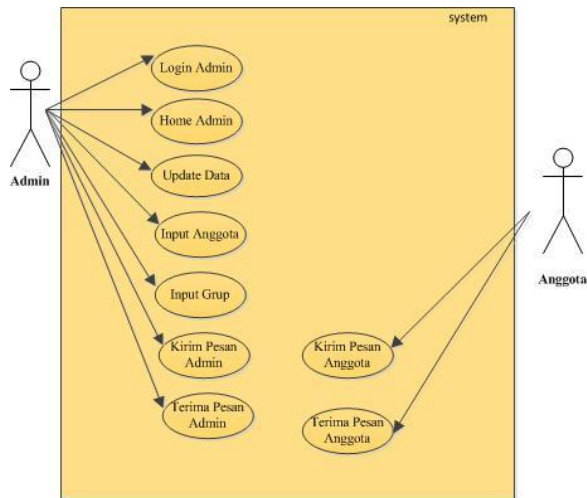 system
Login Admin
Home Admin
Admin
Update Data
Input Anggota
Anggota
Input Grup
Kirim Pesan
Admin
Kirim Pesan
Anggota
Terima Pesan
Admin
Terima Pesan
Anggota